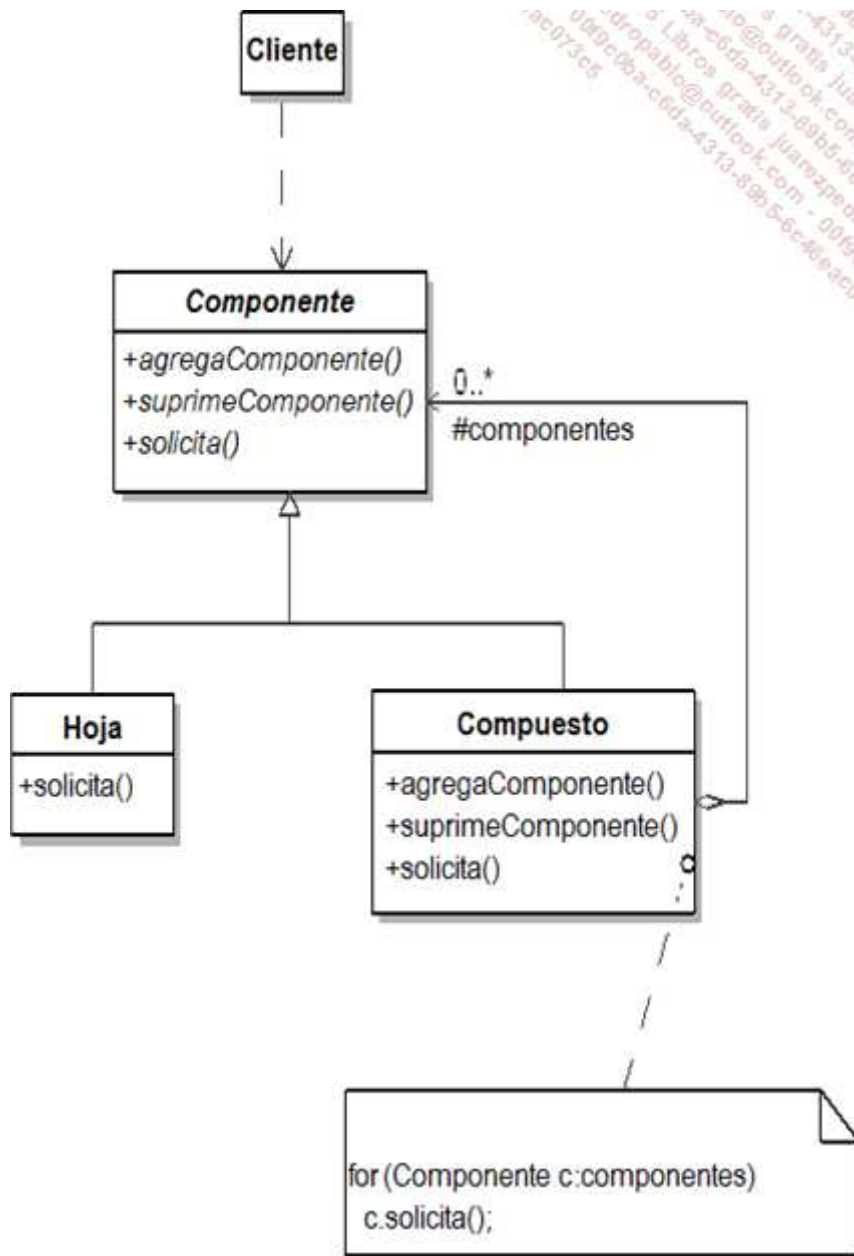 Cliente
Componente
+agregaComponente()
+suprimeComponente()
+solicita()
0..*
#componentes
Hoja
+solicita()
Compuesto
+agregaComponente()
+suprimeComponente()
+solicita()
for (Componente c:componentes)
c.solicita();